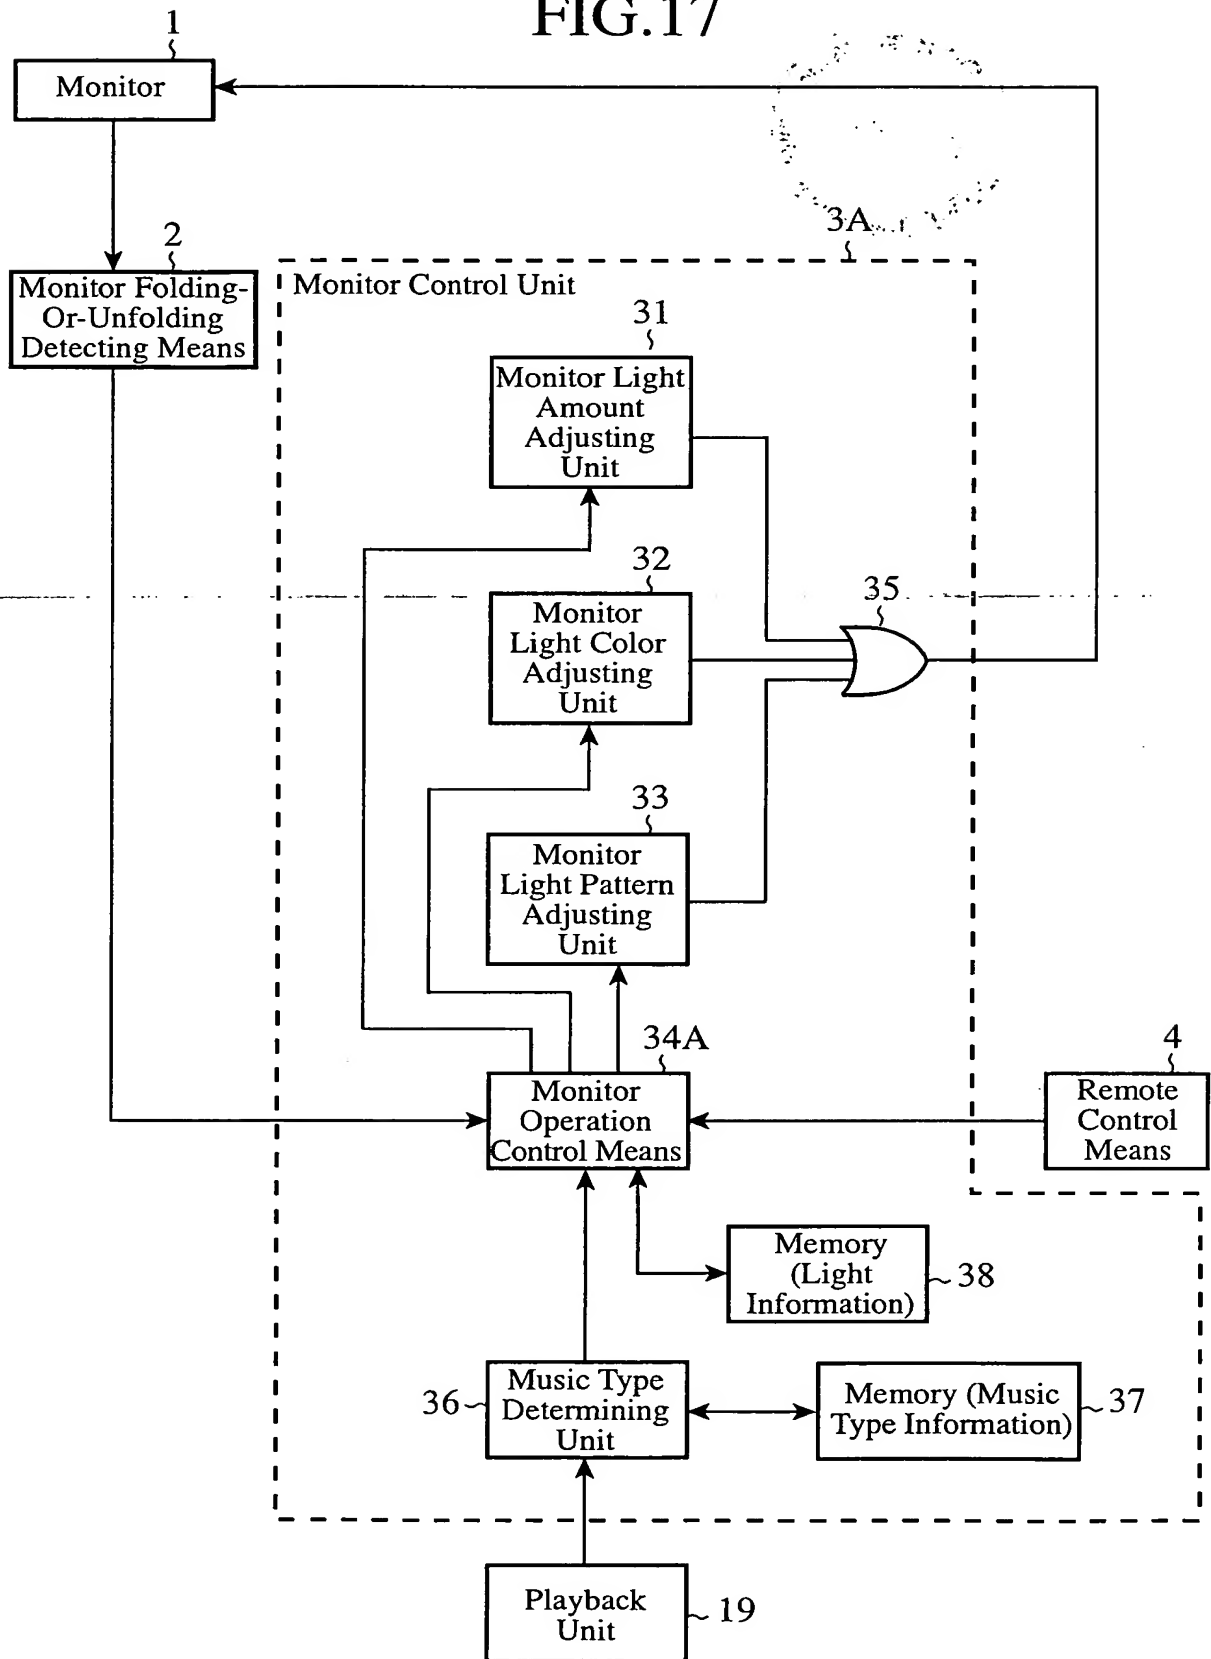 FIG.17
1
Monitor
2
Monitor Folding-
Or-Unfolding
Detecting Means
3A
Monitor Control Unit
31
Monitor Light
Amount
Adjusting
Unit
32
Monitor
Light Color
Adjusting
Unit
35
33
Monitor
Light Pattern
Adjusting
Unit
34A
Monitor
Operation
Control Means
4
Remote
Control
Means
Memory
(Light
Information)
38
36
Music Type
Determining
Unit
Memory (Music
Type Information)
37
Playback
Unit
19